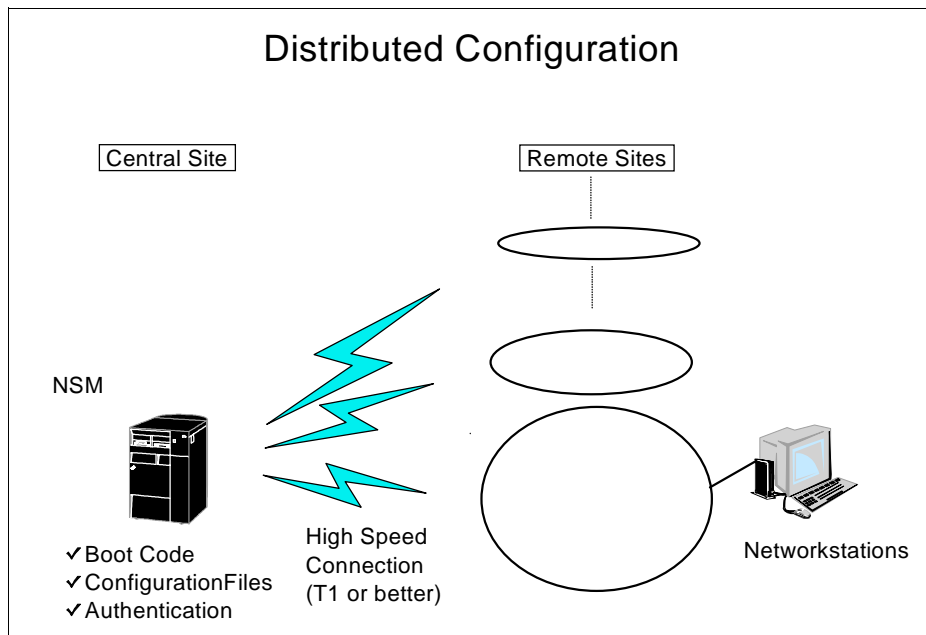 Distributed Configuration
Central Site
Remote Sites
NSM
✓Boot Code
✓ConfigurationFiles
✓Authentication
High Speed
Connection
(T1 or better)
Networkstations